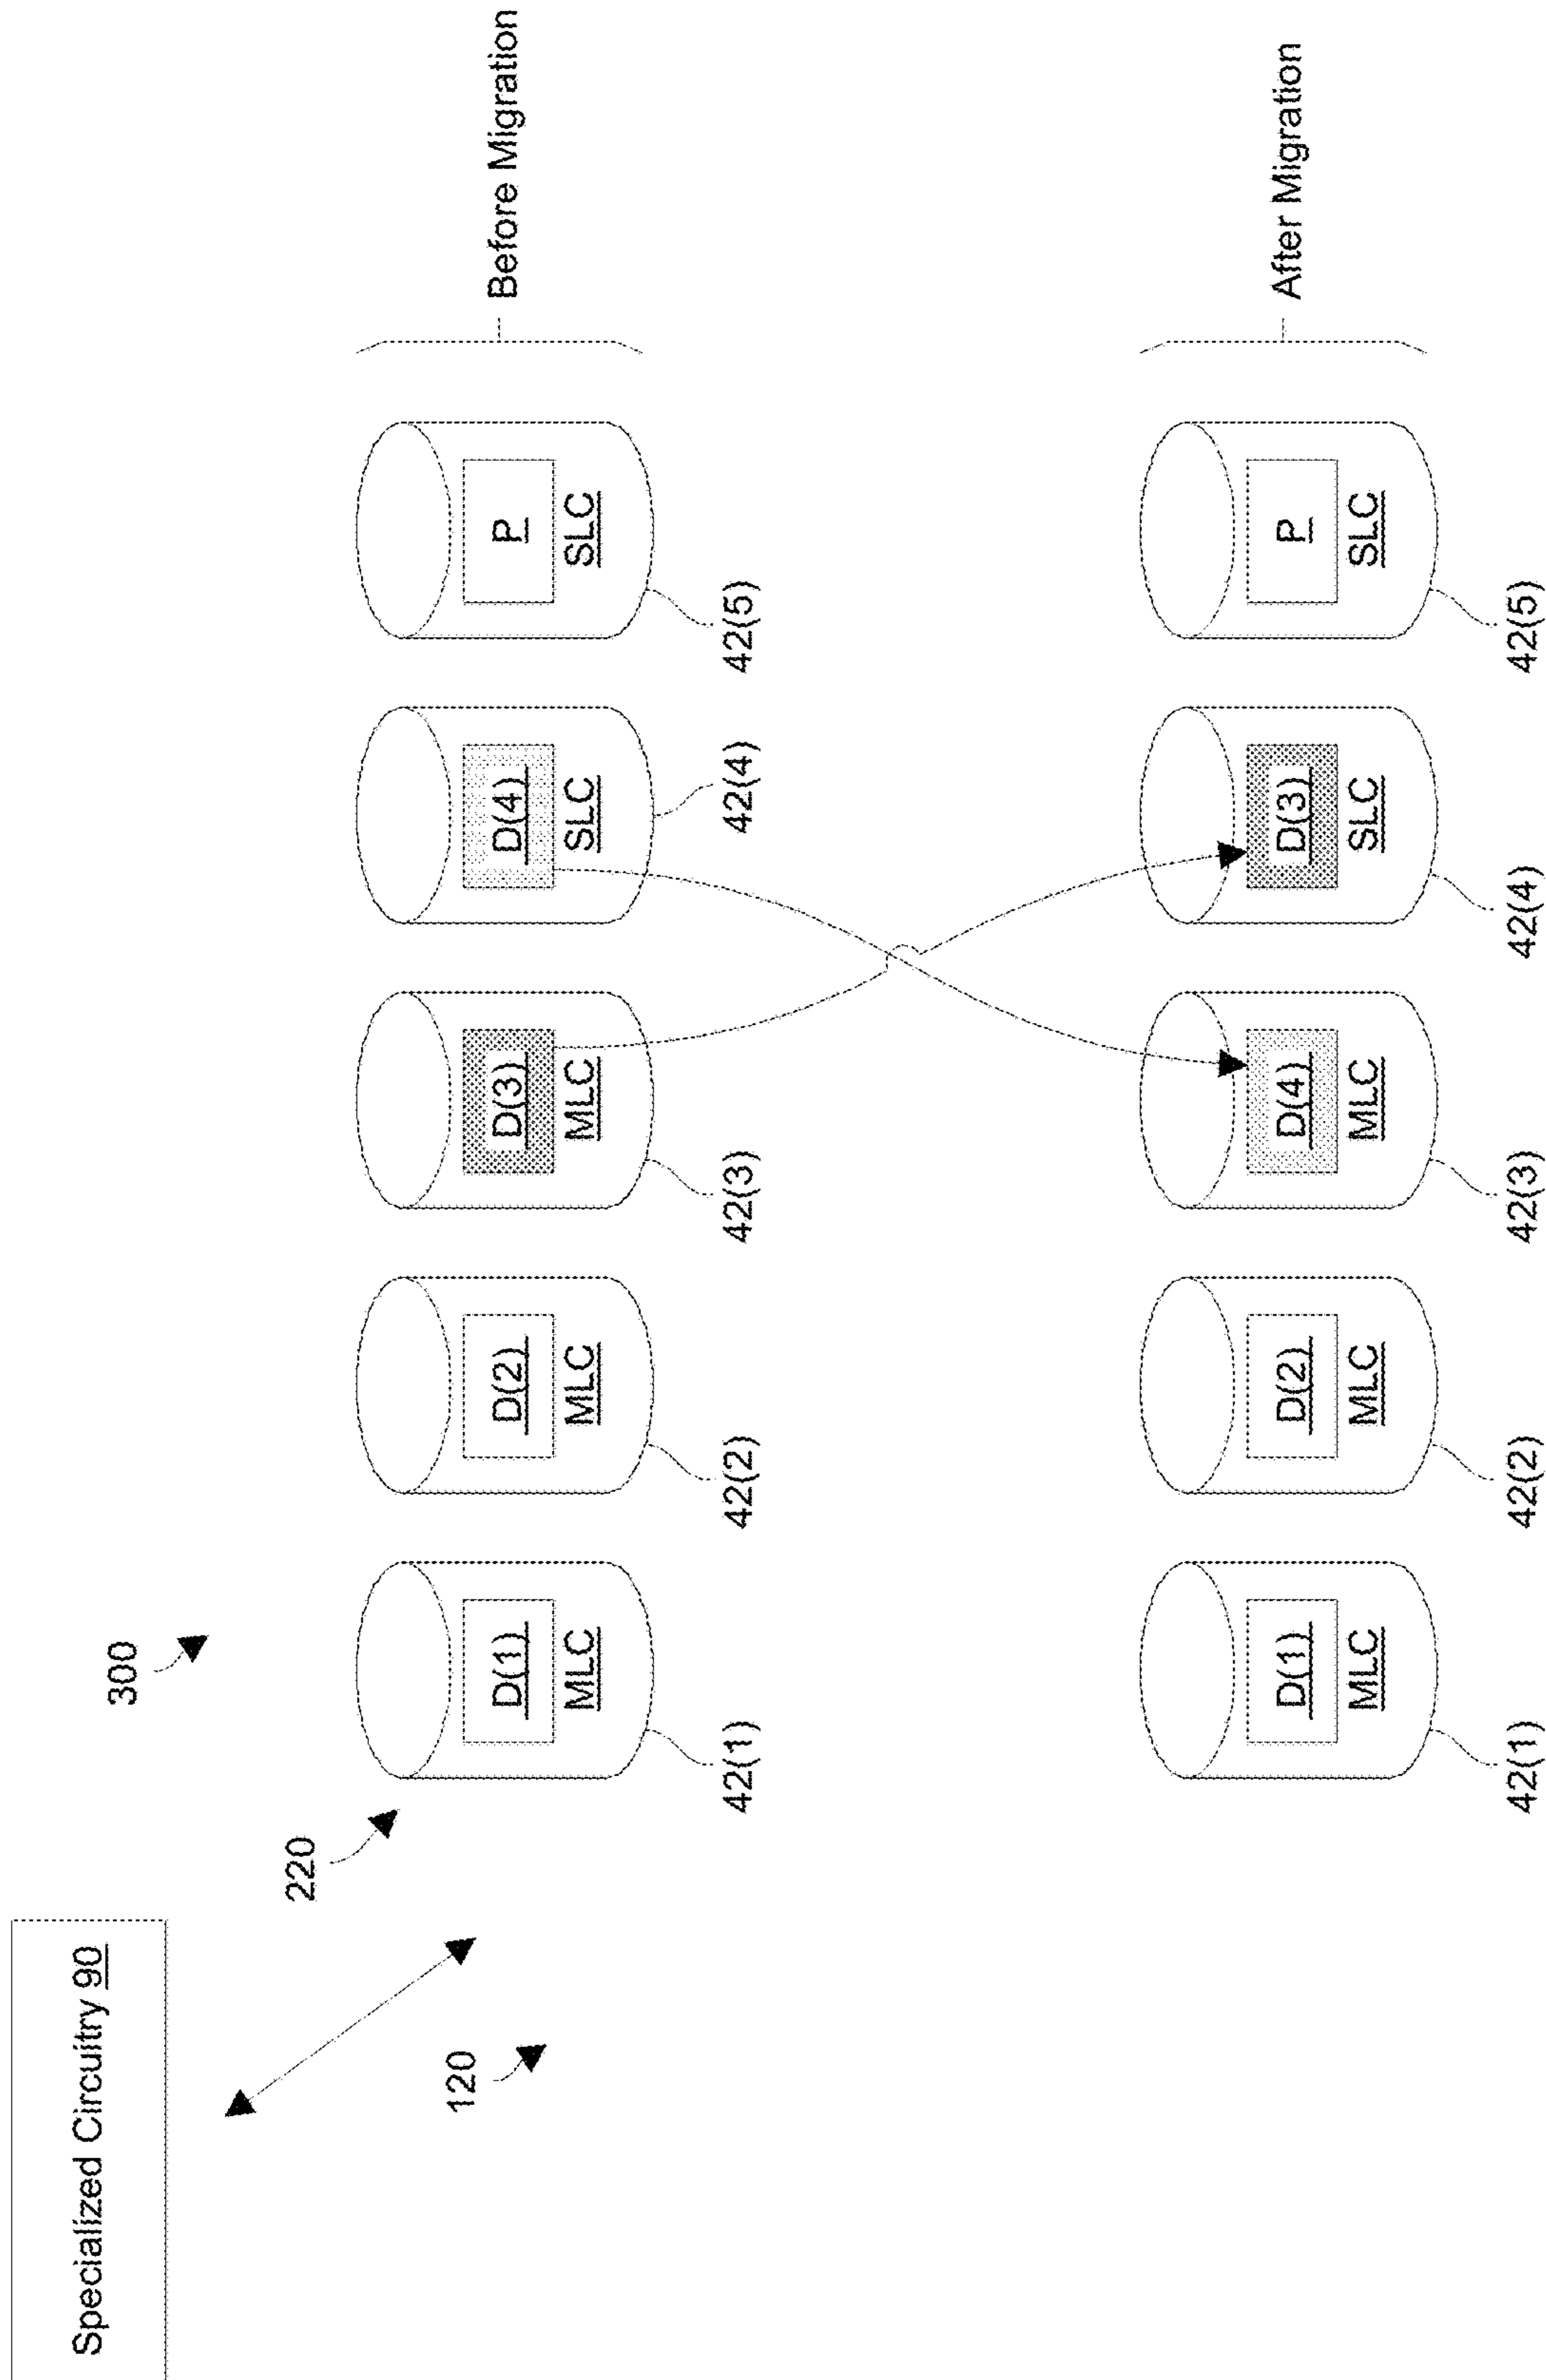 Specialized Circuitry 90
300
220
120
D(1)
MLC
42(1)
D(2)
MLC
42(2)
D(3)
MLC
42(3)
D(4)
SLC
42(4)
P
SLC
42(5)
Before Migration
D(1)
MLC
42(1)
D(2)
MLC
42(2)
D(4)
MLC
42(3)
D(3)
SLC
42(4)
P
SLC
42(5)
After Migration